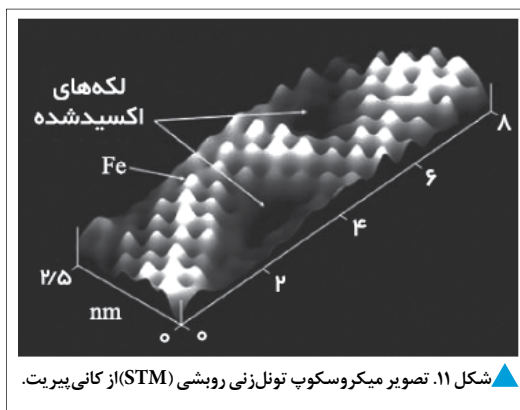 لکه‌های
اکسیدشده
Fe
۸
۶
۴
۲
۲/۵
nm
۰
۰
شکل ۱۱. تصویر میکروسکوپ تونل‌زنی روبشی (STM) از کانی پیریت.